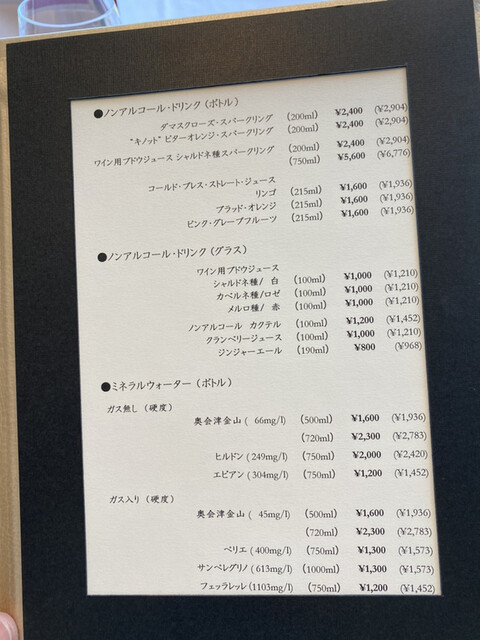 ●ノンアルコール・ドリンク(ボトル)
ダマスクローズ・スパークリング (200ml) ¥2,400 (¥2,904)
"キノット" ビターオレンジ・スパークリング (200ml) ¥2,400 (¥2,904)
ワイン用ブドウジュース シャルドネ種スパークリング (200ml) ¥2,400 (¥2,904)
(750ml) ¥5,600 (¥6,776)
コールド・プレス・ストレート・ジュース
リンゴ (215ml) ¥1,600 (¥1,936)
ブラッド・オレンジ (215ml) ¥1,600 (¥1,936)
ピンク・グレープフルーツ (215ml) ¥1,600 (¥1,936)
●ノンアルコール・ドリンク(グラス)
ワイン用ブドウジュース
シャルドネ種/ 白 (100ml) ¥1,000 (¥1,210)
カベルネ種/ロゼ (100ml) ¥1,000 (¥1,210)
メルロ種/ 赤 (100ml) ¥1,000 (¥1,210)
ノンアルコール カクテル (100ml) ¥1,200 (¥1,452)
クランベリージュース (100ml) ¥1,000 (¥1,210)
ジンジャーエール (190ml) ¥800 (¥968)
●ミネラルウォーター(ボトル)
ガス無し(硬度)
奥会津金山( 66mg/l) (500ml) ¥1,600 (¥1,936)
(720ml) ¥2,300 (¥2,783)
ヒルドン(249mg/l) (750ml) ¥2,000 (¥2,420)
エビアン(304mg/l) (750ml) ¥1,200 (¥1,452)
ガス入り(硬度)
奥会津金山( 45mg/l) (500ml) ¥1,600 (¥1,936)
(720ml) ¥2,300 (¥2,783)
ペリエ(400mg/l) (750ml) ¥1,300 (¥1,573)
サンペレグリノ(613mg/l) (1000ml) ¥1,300 (¥1,573)
フェッラレッレ(1103mg/l) (750ml) ¥1,200 (¥1,452)